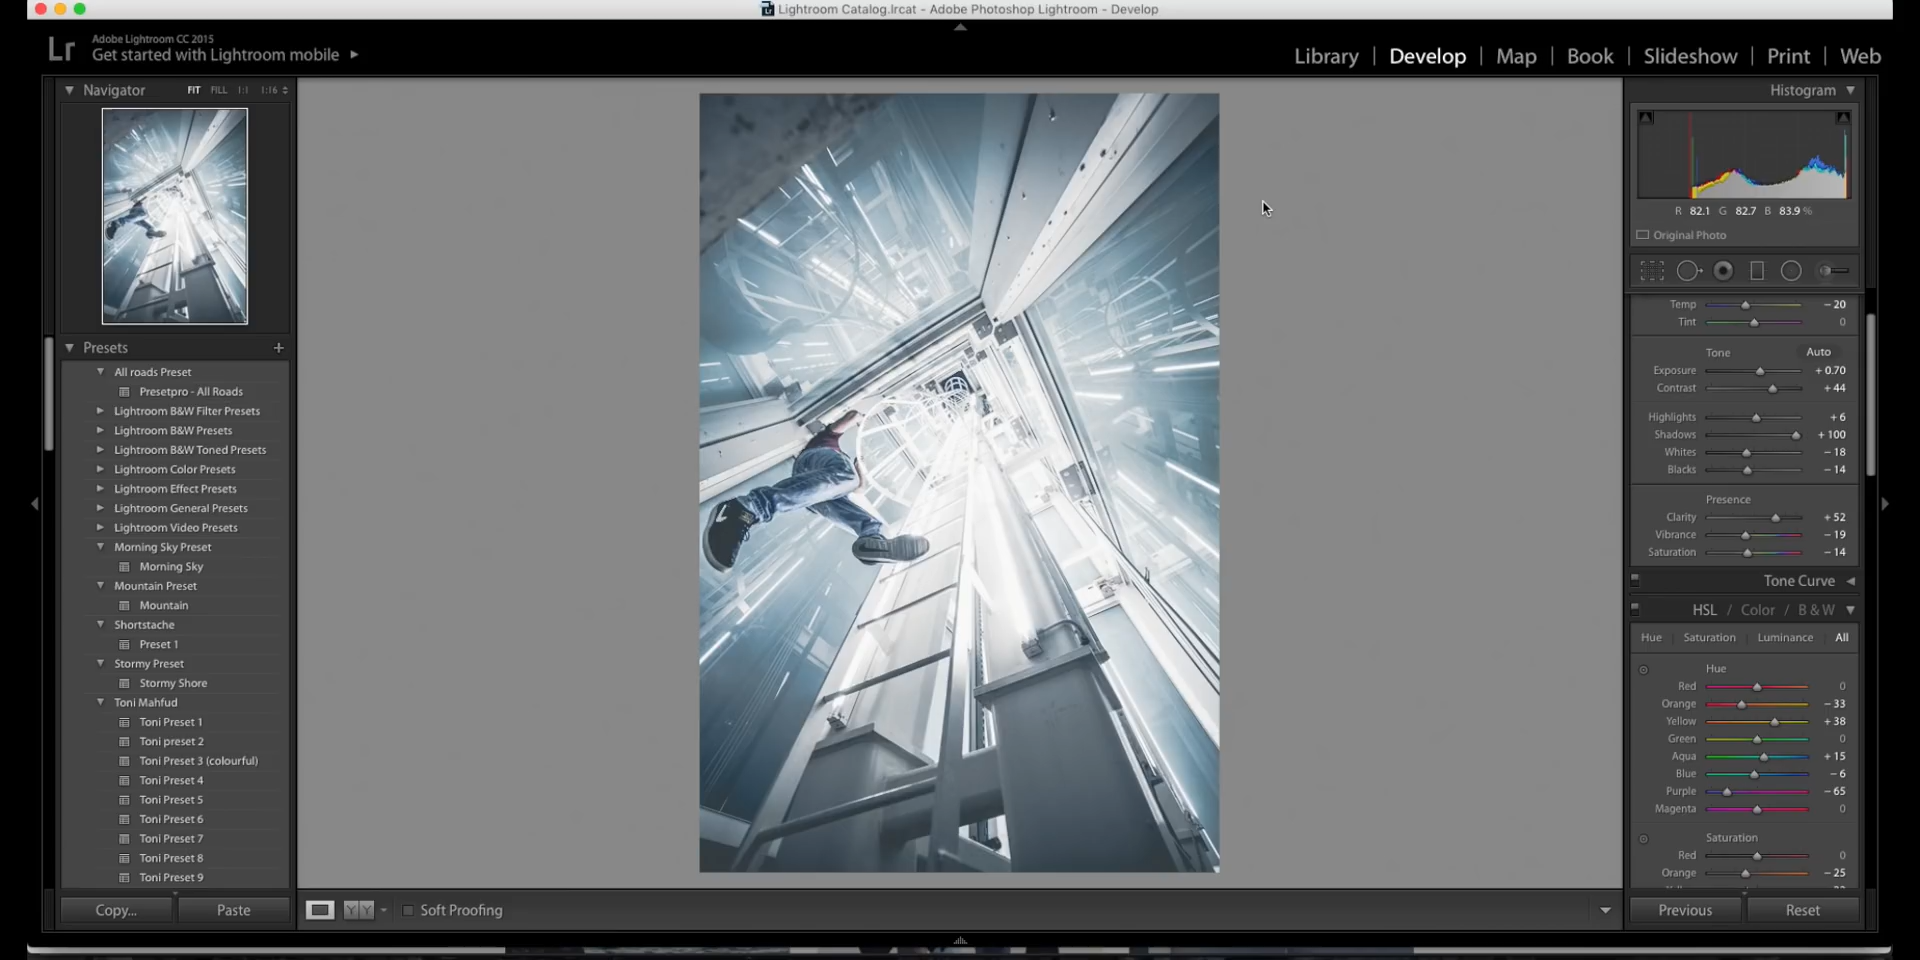 Lightroom Catalog.lrcat - Adobe Photoshop Lightroom - Develop
Lr
Adobe Lightroom CC 2015
Get started with Lightroom mobile
Library | Develop | Map | Book | Slideshow | Print | Web
Navigator FIT FILL 1:1 1:16
Presets +
All roads Preset
Presetpro - All Roads
Lightroom B&W Filter Presets
Lightroom B&W Presets
Lightroom B&W Toned Presets
Lightroom Color Presets
Lightroom Effect Presets
Lightroom General Presets
Lightroom Video Presets
Morning Sky Preset
Morning Sky
Mountain Preset
Mountain
Shortstache
Preset 1
Stormy Preset
Stormy Shore
Toni Mahfud
Toni Preset 1
Toni preset 2
Toni Preset 3 (colourful)
Toni Preset 4
Toni Preset 5
Toni Preset 6
Toni Preset 7
Toni Preset 8
Toni Preset 9
Copy... Paste
YY Soft Proofing
Histogram
R 82.1 G 82.7 B 83.9 %
Original Photo
Temp - 20
Tint 0
Tone Auto
Exposure + 0.70
Contrast + 44
Highlights + 6
Shadows + 100
Whites - 18
Blacks - 14
Presence
Clarity + 52
Vibrance - 19
Saturation - 14
Tone Curve
HSL / Color / B & W
Hue Saturation Luminance All
Hue
Red 0
Orange - 33
Yellow + 38
Green 0
Aqua + 15
Blue - 6
Purple - 65
Magenta 0
Saturation
Red 0
Orange - 25
Previous Reset